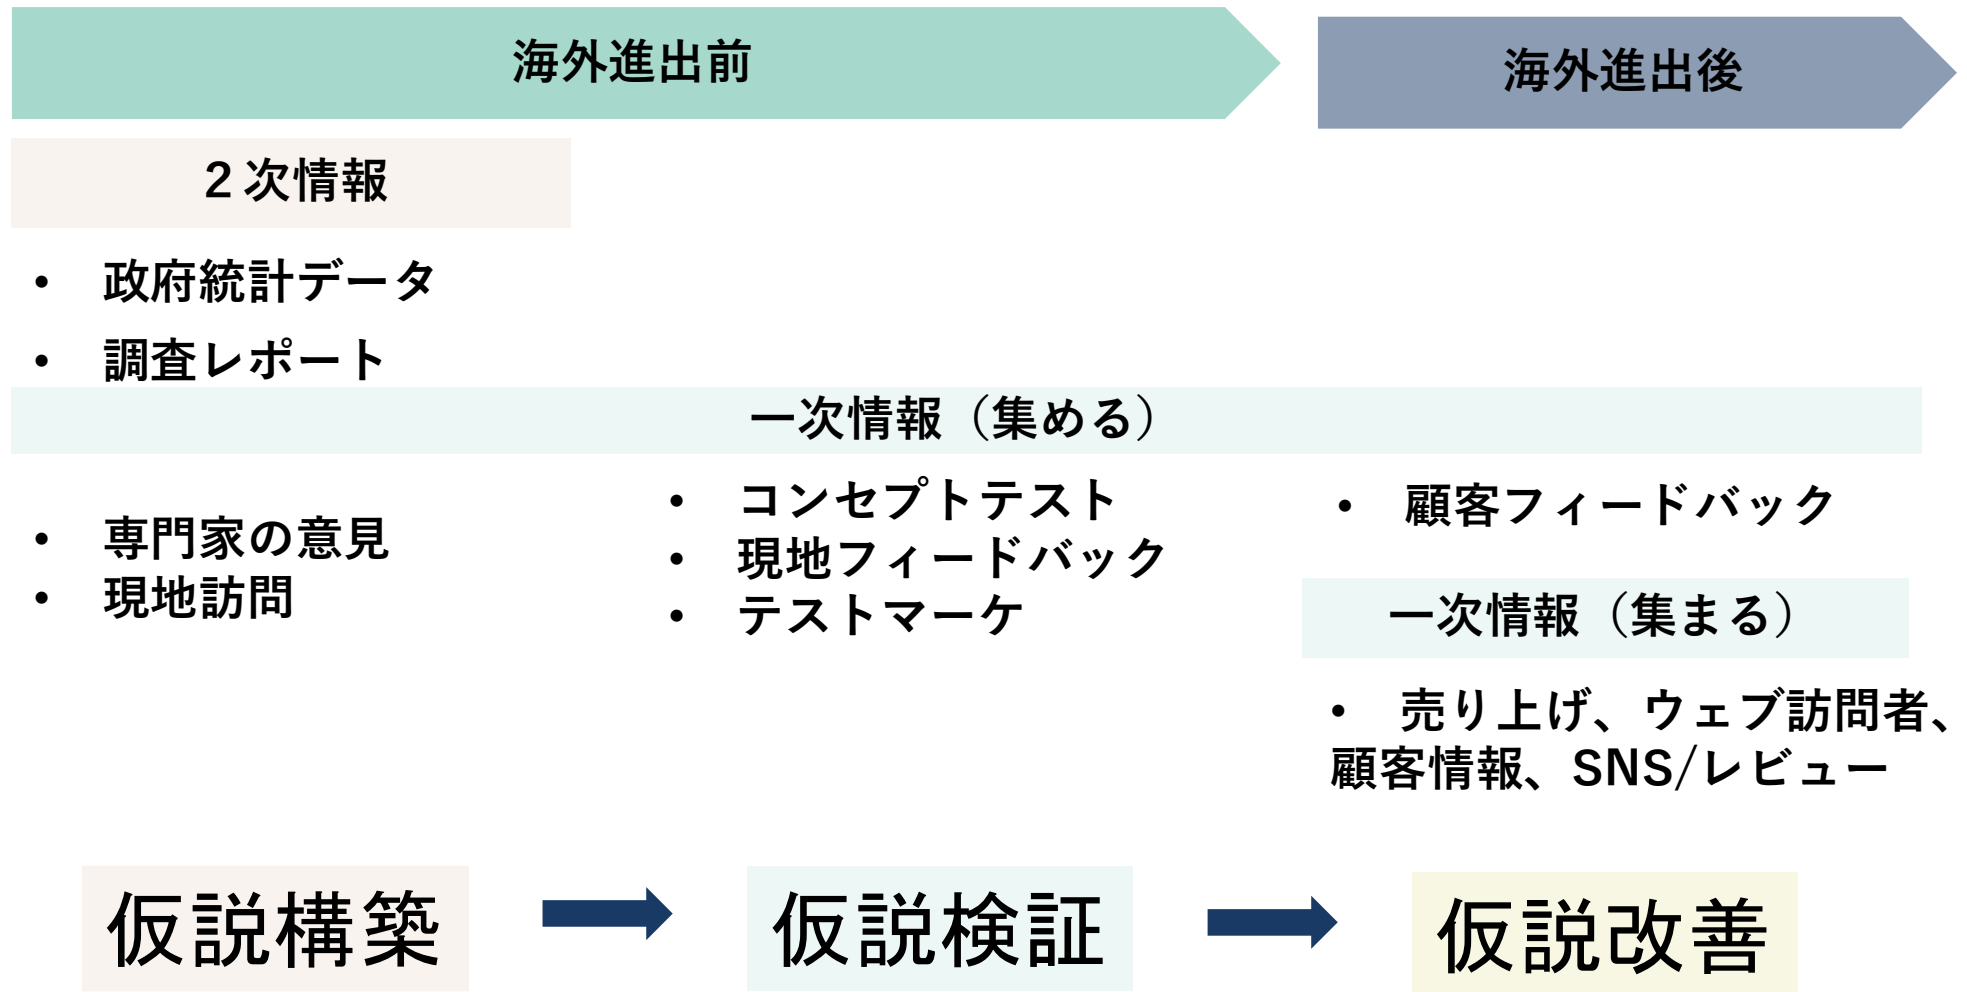 海外進出前
海外進出後
２次情報
• 政府統計データ
• 調査レポート
一次情報（集める）
• 専門家の意見
• 現地訪問
• コンセプトテスト
• 現地フィードバック
• テストマーケ
• 顧客フィードバック
一次情報（集まる）
• 売り上げ、ウェブ訪問者、
顧客情報、SNS/レビュー
仮説構築
仮説検証
仮説改善